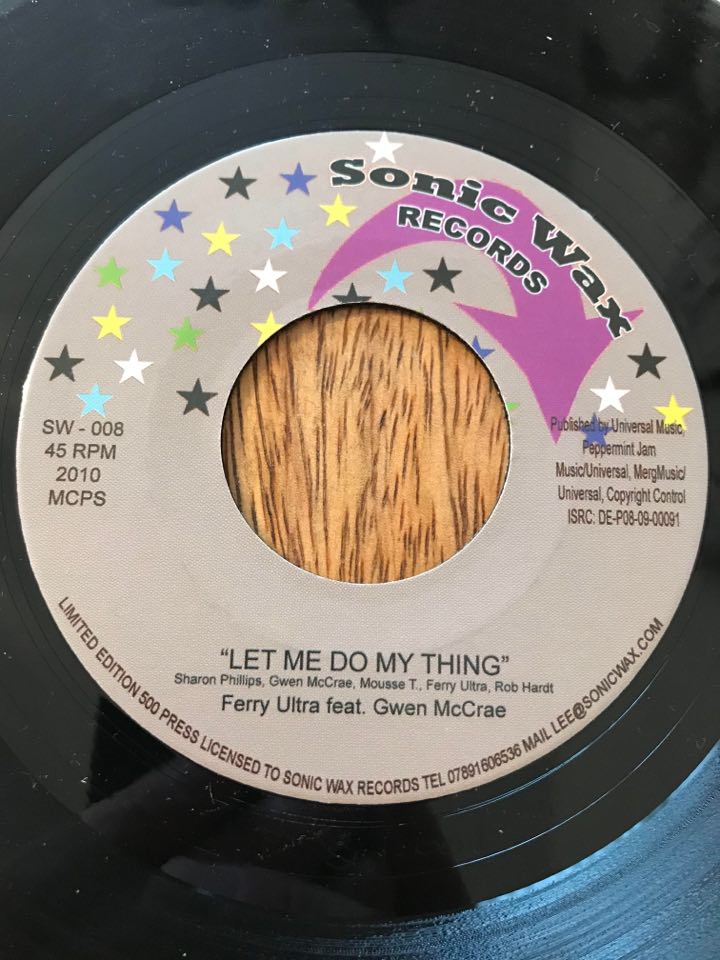 Sonic Wax
RECORDS
SW - 008
45 RPM
2010
MCPS
Published by Universal Music,
Peppermint Jam
Music/Universal, MergMusic/
Universal, Copyright Control
ISRC: DE-P08-09-00091
"LET ME DO MY THING"
Sharon Phillips, Gwen McCrae, Mousse T., Ferry Ultra, Rob Hardt
Ferry Ultra feat. Gwen McCrae
LIMITED EDITION 500 PRESS LICENSED TO SONIC WAX RECORDS TEL 07891606536 MAIL LEE@SONICWAX.COM